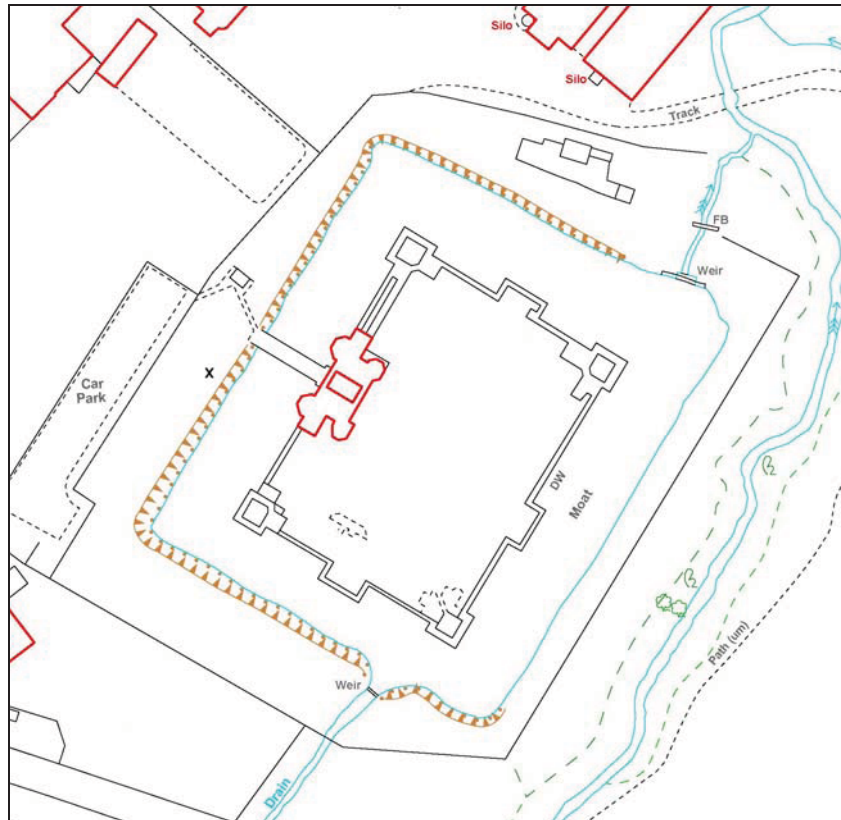 Silo
Silo
Track
FB
Weir
X
Car
Park
DW
Moat
Path (um)
Weir
Drain